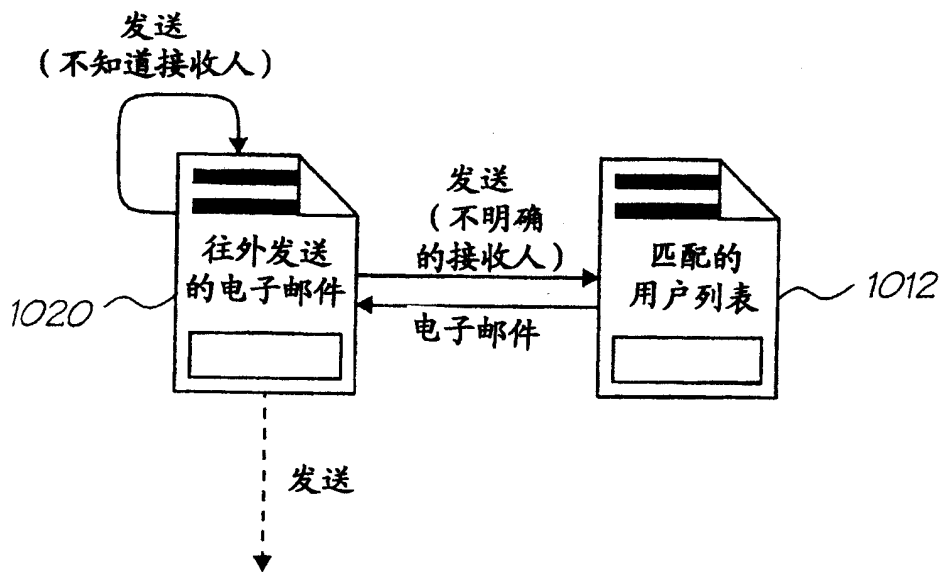 发送
(不知道接收人)
发送
(不明确
的接收人)
往外发送
的电子邮件
匹配的
用户列表
1020
1012
电子邮件
发送